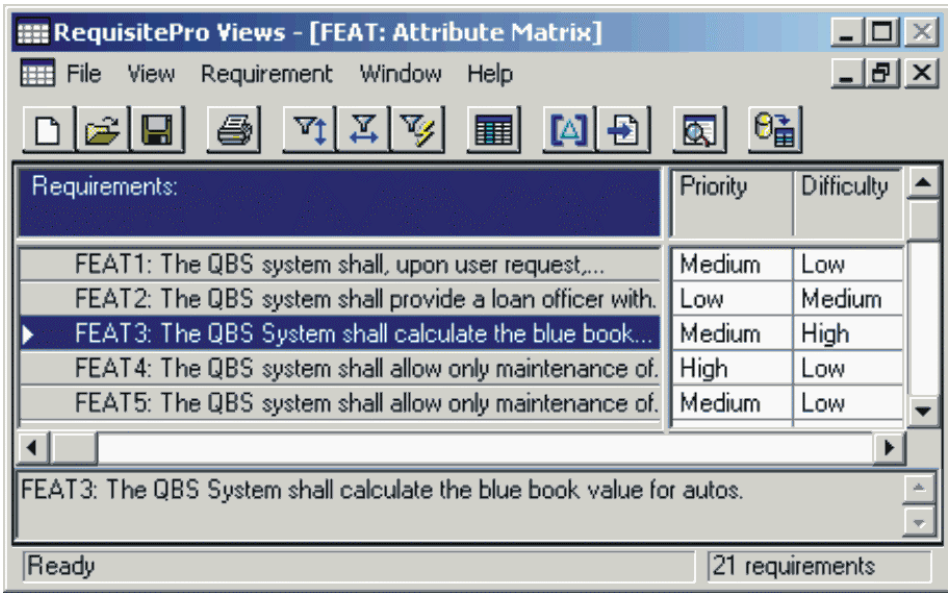 RequisitePro Views - [FEAT: Attribute Matrix]
File View Requirement Window Help
Requirements: Priority Difficulty
FEAT1: The QBS system shall, upon user request,... Medium Low
FEAT2: The QBS system shall provide a loan officer with. Low Medium
FEAT3: The QBS System shall calculate the blue book... Medium High
FEAT4: The QBS system shall allow only maintenance of. High Low
FEAT5: The QBS system shall allow only maintenance of. Medium Low
FEAT3: The QBS System shall calculate the blue book value for autos.
Ready 21 requirements